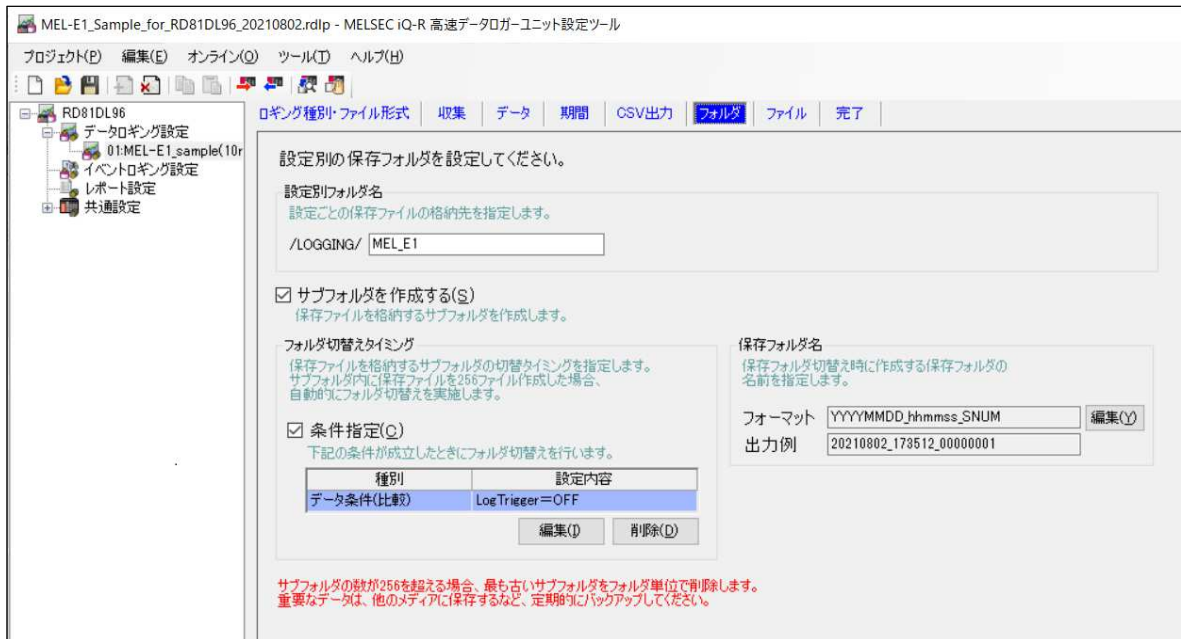 MEL-E1_Sample_for_RD81DL96_20210802.rdlp - MELSEC iQ-R 高速データロガーユニット設定ツール
プロジェクト(P) 編集(E) オンライン(O) ツール(T) ヘルプ(H)
RD81DL96
データロギング設定
01:MEL-E1_sample(10r
イベントロギング設定
レポート設定
共通設定
ロギング種別・ファイル形式 収集 データ 期間 CSV出力 フォルダ ファイル 完了
設定別の保存フォルダを設定してください。
設定別フォルダ名
設定ごとの保存ファイルの格納先を指定します。
/LOGGING/ MEL_E1
サブフォルダを作成する(S)
保存ファイルを格納するサブフォルダを作成します。
フォルダ切替えタイミング
保存ファイルを格納するサブフォルダの切替タイミングを指定します。
サブフォルダ内に保存ファイルを256ファイル作成した場合、
自動的にフォルダ切替えを実施します。
条件指定(C)
下記の条件が成立したときにフォルダ切替えを行います。
種別 設定内容
データ条件(比較) LogTrigger=OFF
編集(I) 削除(D)
保存フォルダ名
保存フォルダ切替え時に作成する保存フォルダの
名前を指定します。
フォーマット YYYYMMDD_hhmmss_SNUM 編集(Y)
出力例 20210802_173512_00000001
サブフォルダの数が256を超える場合、最も古いサブフォルダをフォルダ単位で削除します。
重要なデータは、他のメディアに保存するなど、定期的にバックアップしてください。